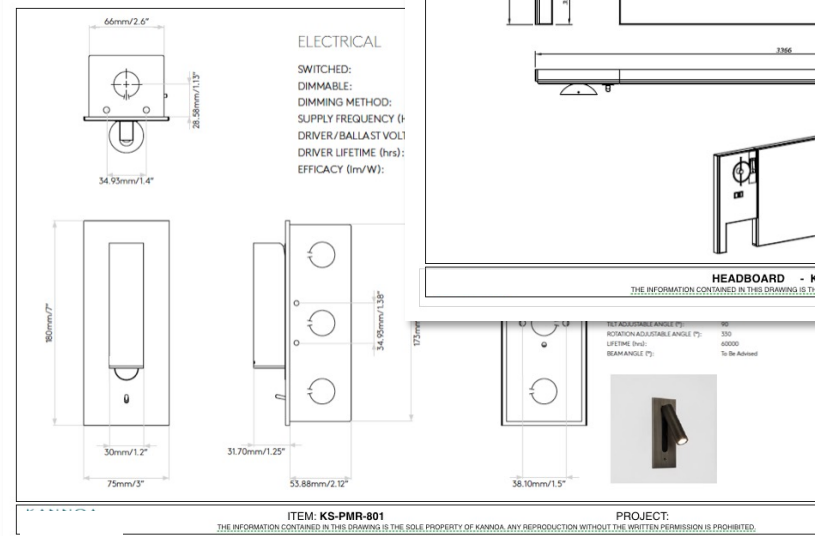 66mm/2.6"
28.58mm/1.13"
34.93mm/1.4"
ELECTRICAL
SWITCHED:
DIMMABLE:
DIMMING METHOD:
SUPPLY FREQUENCY (H
DRIVER/BALLAST VOLT
DRIVER LIFETIME (hrs):
EFFICACY (lm/W):
3366
HEADBOARD - K
THE INFORMATION CONTAINED IN THIS DRAWING IS TH
180mm/7"
34.93mm/1.38"
173mm
TILT ADJUSTABLE ANGLE (°): 90
ROTATION ADJUSTABLE ANGLE (°): 330
LIFETIME (hrs): 60000
BEAM ANGLE (°): To Be Advised
30mm/1.2"
31.70mm/1.25"
75mm/3"
53.88mm/2.12"
38.10mm/1.5"
ITEM: KS-PMR-801 PROJECT:
THE INFORMATION CONTAINED IN THIS DRAWING IS THE SOLE PROPERTY OF KANNOA. ANY REPRODUCTION WITHOUT THE WRITTEN PERMISSION IS PROHIBITED.